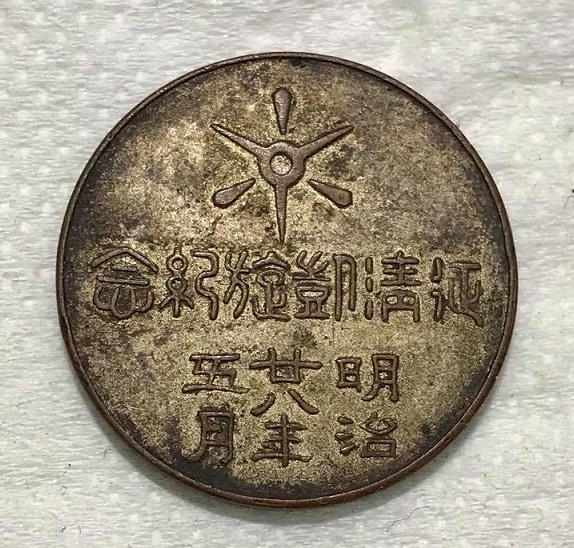 征清凱旋紀念
明治
廿八年
五月